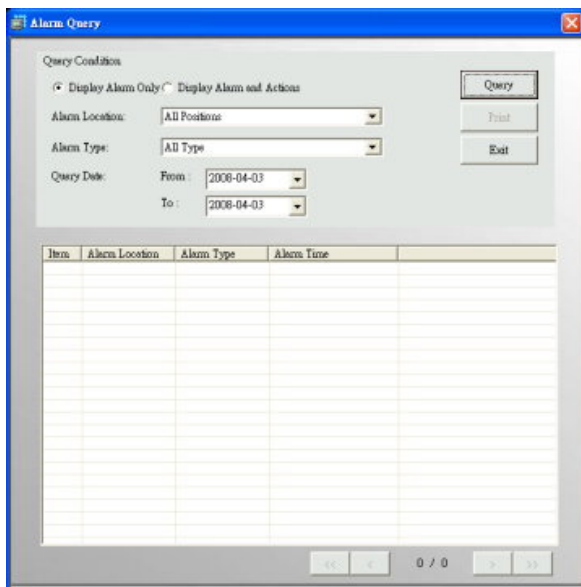 Alarm Query
Query Condition
Display Alarm Only Display Alarm and Actions
Query
Alarm Location: All Positions
Print
Alarm Type: All Type
Exit
Query Date: From : 2008-04-03
To : 2008-04-03
Item Alarm Location Alarm Type Alarm Time
<< < 0 / 0 > >>